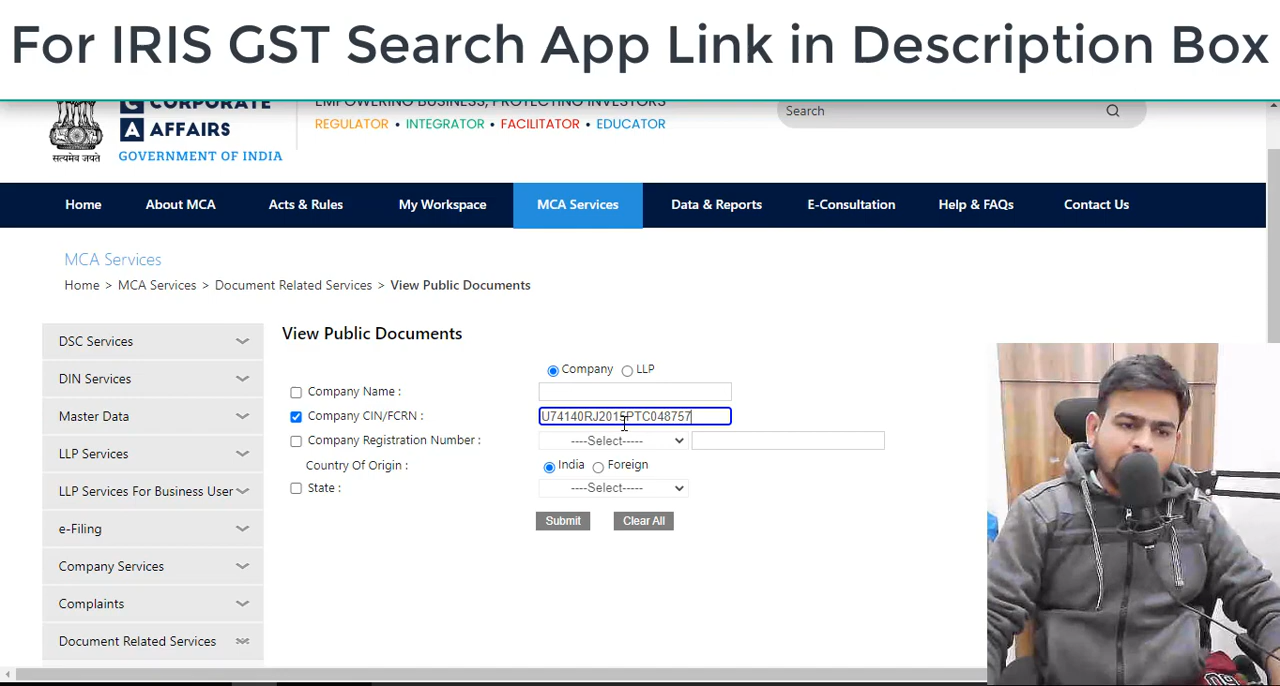 For IRIS GST Search App Link in Description Box
CORPORATE
EMPOWERING BUSINESS, PROTECTING INVESTORS
Search
A AFFAIRS
REGULATOR • INTEGRATOR • FACILITATOR • EDUCATOR
सत्यमेव जयते
GOVERNMENT OF INDIA
Home About MCA Acts & Rules My Workspace MCA Services Data & Reports E-Consultation Help & FAQs Contact Us
MCA Services
Home > MCA Services > Document Related Services > View Public Documents
DSC Services
DIN Services
Master Data
LLP Services
LLP Services For Business User
e-Filing
Company Services
Complaints
Document Related Services
View Public Documents
Company LLP
Company Name :
Company CIN/FCRN : U74140RJ2015PTC048757
Company Registration Number : ----Select-----
Country Of Origin : India Foreign
State : ----Select-----
Submit Clear All